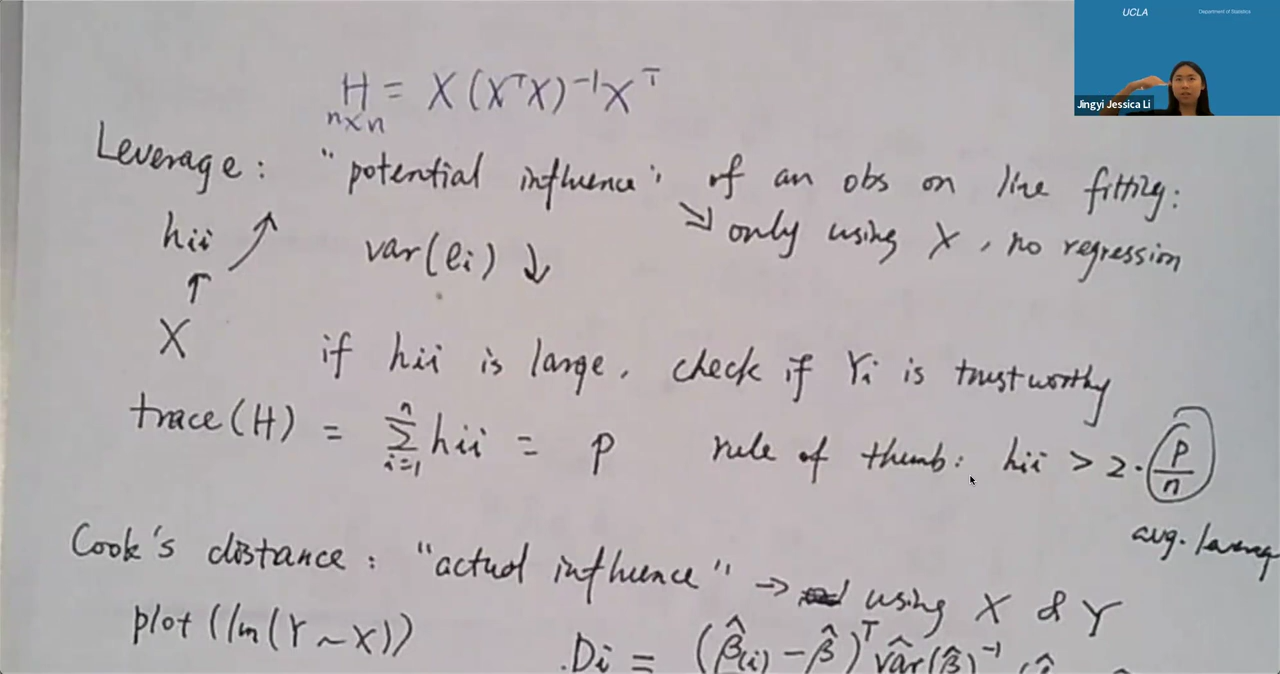 UCLA Department of Statistics
Jingyi Jessica Li
H = X(XᵀX)⁻¹Xᵀ
n×n
Leverage: "potential influence" of an obs on line fitting:
hii ↗ var(ei) ↓ ↘ only using X, no regression
↑
X
if hii is large, check if Yi is trustworthy
trace(H) = Σⁿᵢ₌₁ hii = p rule of thumb: hii > 2·p/n
avg. leverag
Cook's distance: "actual influence" → using X & Y
plot(lm(Y~X))
Di = (β̂(i) - β̂)ᵀ var̂(β̂)⁻¹